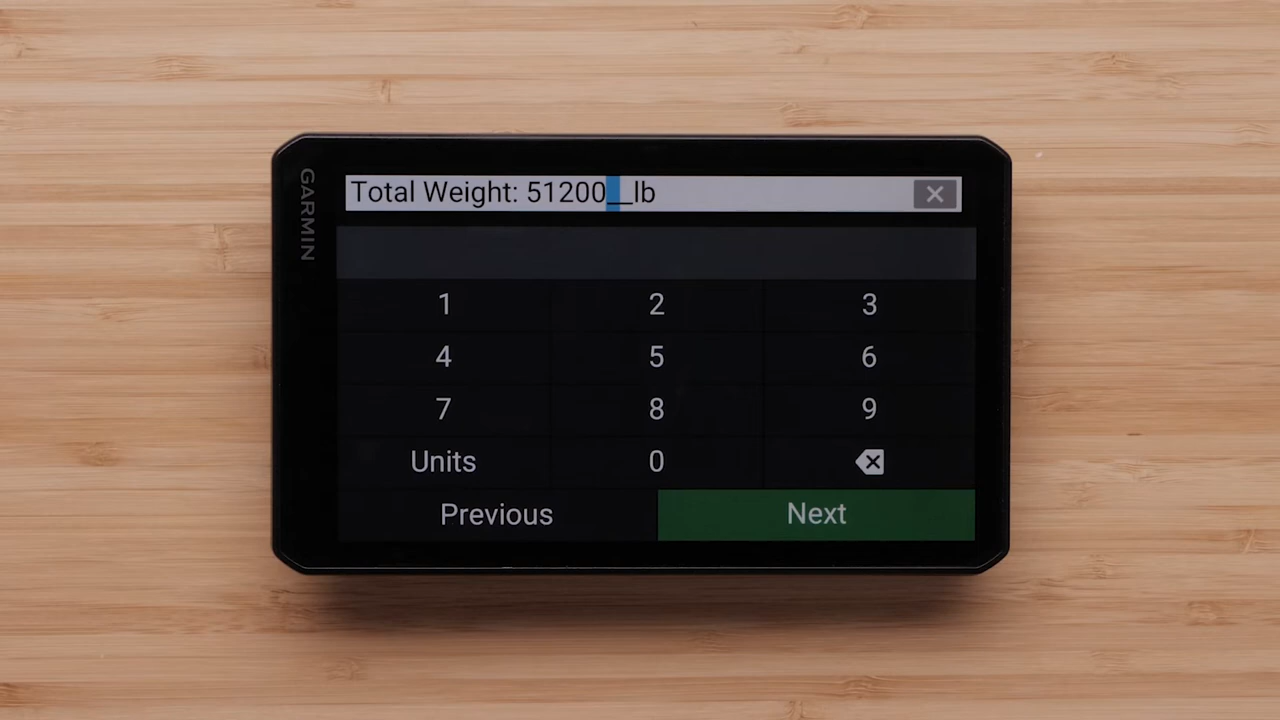 GARMIN
Total Weight: 51200__lb
1 2 3
4 5 6
7 8 9
Units 0
Previous Next